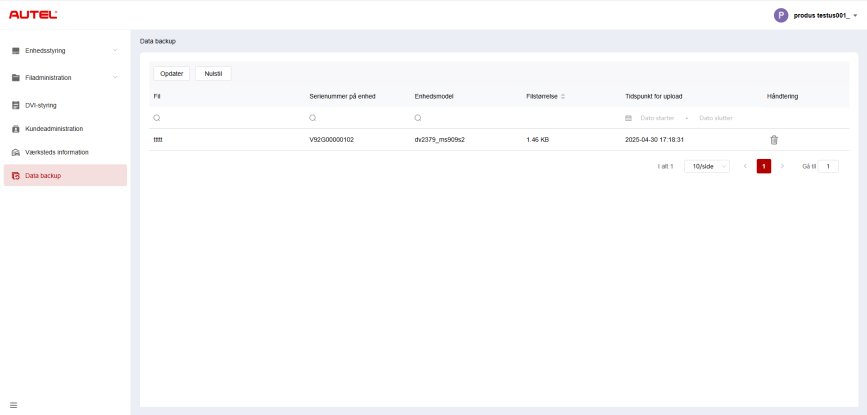 AUTEL
P produs testus001_
Enhedsstyring
Filadministration
DVI-styring
Kundeadministration
Værksteds information
Data backup
Data backup
Opdater Nulstil
Fil Serienummer på enhed Enhedsmodel Filstørrelse Tidspunkt for upload Håndtering
Dato starter - Dato slutter
ttttt V92G00000102 dv2379_ms909s2 1.46 KB 2025-04-30 17:18:31
I alt 1 10/side < 1 > Gå til 1